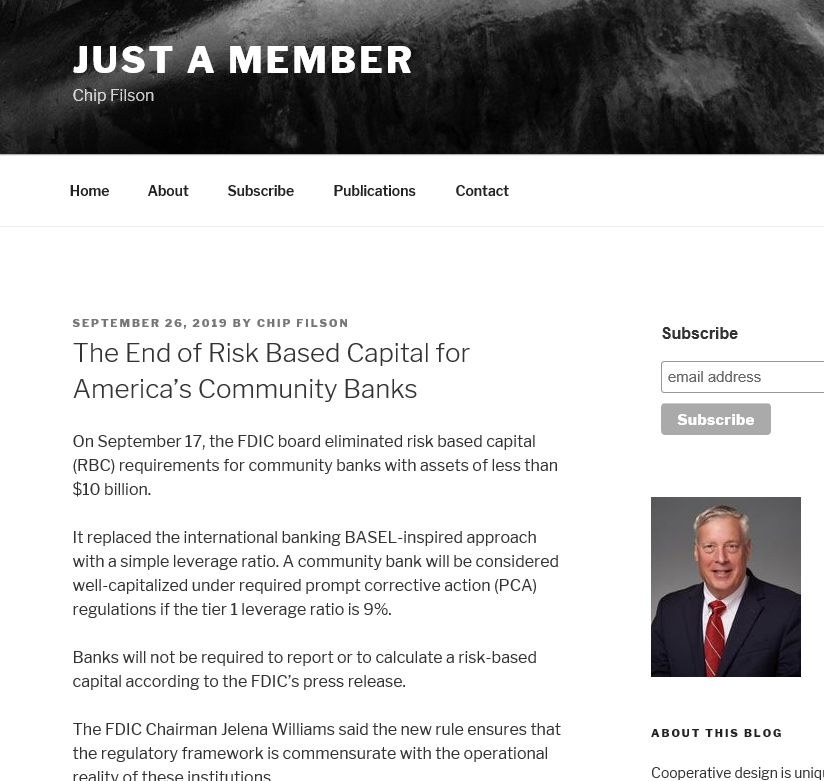 JUST A MEMBER
Chip Filson
Home About Subscribe Publications Contact
SEPTEMBER 26, 2019 BY CHIP FILSON
The End of Risk Based Capital for
America’s Community Banks
On September 17, the FDIC board eliminated risk based capital
(RBC) requirements for community banks with assets of less than
$10 billion.
It replaced the international banking BASEL-inspired approach
with a simple leverage ratio. A community bank will be considered
well-capitalized under required prompt corrective action (PCA)
regulations if the tier 1 leverage ratio is 9%.
Banks will not be required to report or to calculate a risk-based
capital according to the FDIC’s press release.
The FDIC Chairman Jelena Williams said the new rule ensures that
the regulatory framework is commensurate with the operational
reality of these institutions.
Subscribe
email address
Subscribe
ABOUT THIS BLOG
Cooperative design is